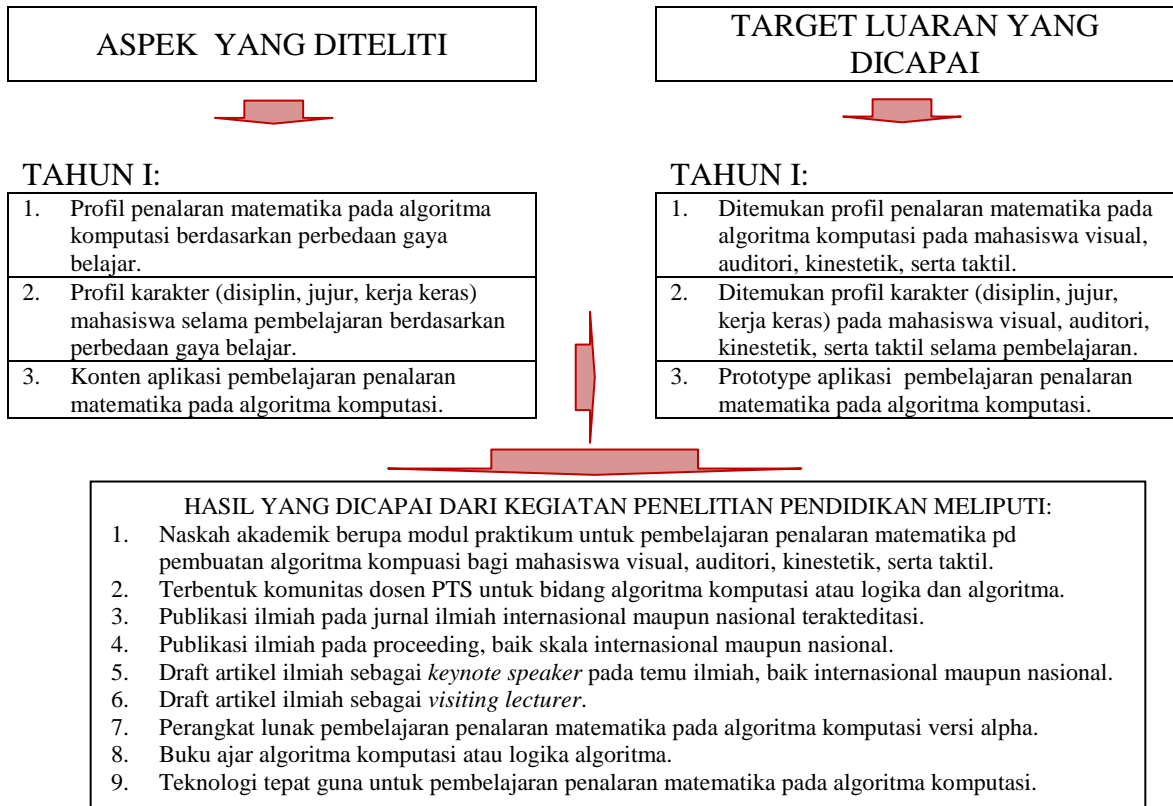 ASPEK YANG DITELITI
TARGET LUARAN YANG
DICAPAI
TAHUN I:
1. Profil penalaran matematika pada algoritma
komputasi berdasarkan perbedaan gaya
belajar.
2. Profil karakter (disiplin, jujur, kerja keras)
mahasiswa selama pembelajaran berdasarkan
perbedaan gaya belajar.
3. Konten aplikasi pembelajaran penalaran
matematika pada algoritma komputasi.
TAHUN I:
1. Ditemukan profil penalaran matematika pada
algoritma komputasi pada mahasiswa visual,
auditori, kinestetik, serta taktil.
2. Ditemukan profil karakter (disiplin, jujur,
kerja keras) pada mahasiswa visual, auditori,
kinestetik, serta taktil selama pembelajaran.
3. Prototype aplikasi pembelajaran penalaran
matematika pada algoritma komputasi.
HASIL YANG DICAPAI DARI KEGIATAN PENELITIAN PENDIDIKAN MELIPUTI:
1. Naskah akademik berupa modul praktikum untuk pembelajaran penalaran matematika pd
pembuatan algoritma kompuasi bagi mahasiswa visual, auditori, kinestetik, serta taktil.
2. Terbentuk komunitas dosen PTS untuk bidang algoritma komputasi atau logika dan algoritma.
3. Publikasi ilmiah pada jurnal ilmiah internasional maupun nasional terakteditasi.
4. Publikasi ilmiah pada proceeding, baik skala internasional maupun nasional.
5. Draft artikel ilmiah sebagai keynote speaker pada temu ilmiah, baik internasional maupun nasional.
6. Draft artikel ilmiah sebagai visiting lecturer.
7. Perangkat lunak pembelajaran penalaran matematika pada algoritma komputasi versi alpha.
8. Buku ajar algoritma komputasi atau logika algoritma.
9. Teknologi tepat guna untuk pembelajaran penalaran matematika pada algoritma komputasi.